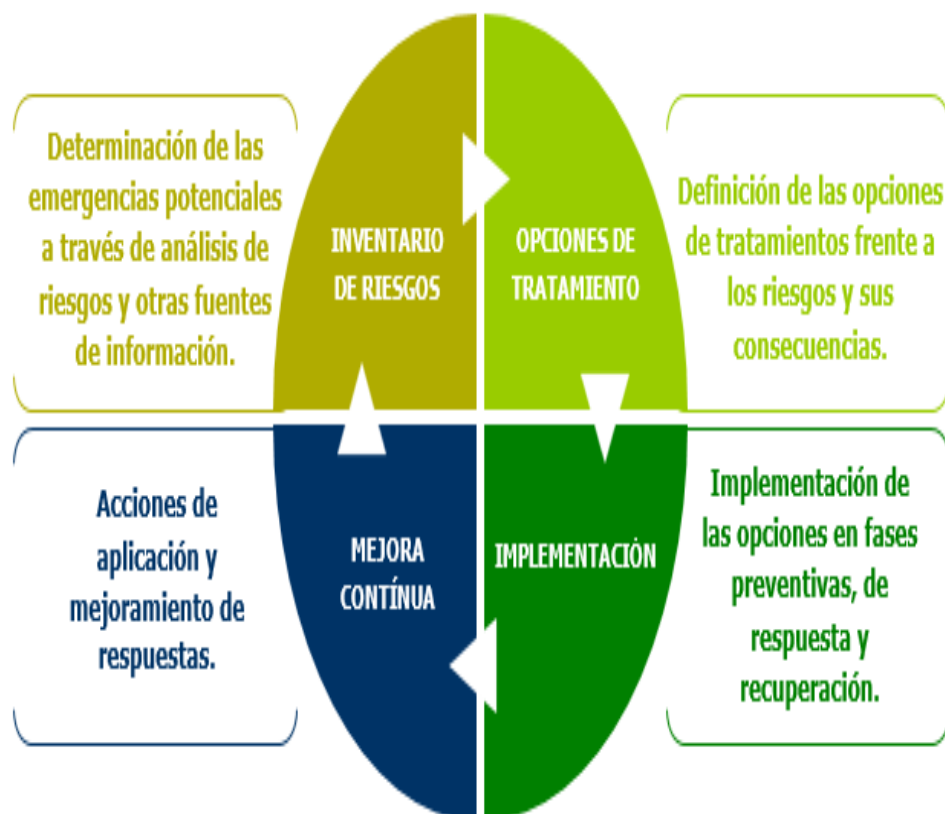 Determinación de las
emergencias potenciales
a través de análisis de
riesgos y otras fuentes
de información.
INVENTARIO
DE RIESGOS
OPCIONES DE
TRATAMIENTO
Definición de las opciones
de tratamientos frente a
los riesgos y sus
consecuencias.
Acciones de
aplicación y
mejoramiento de
respuestas.
MEJORA
CONTÍNUA
IMPLEMENTACIÓN
Implementación de
las opciones en fases
preventivas, de
respuesta y
recuperación.